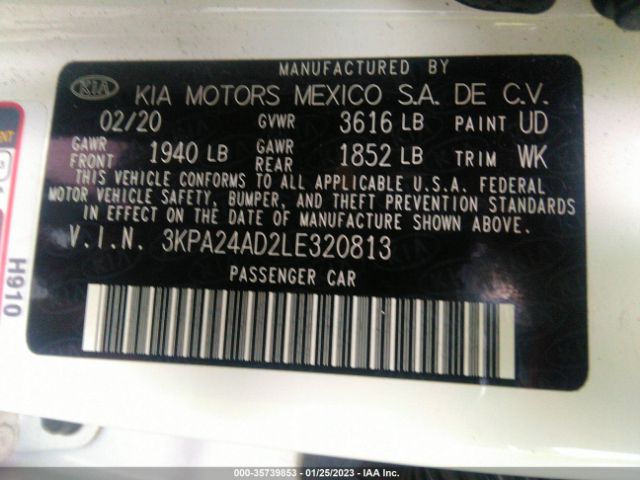 MANUFACTURED BY
KIA KIA MOTORS MEXICO S.A. DE C.V.
02/20 GVWR 3616 LB PAINT UD
GAWR FRONT 1940 LB GAWR REAR 1852 LB TRIM WK
THIS VEHICLE CONFORMS TO ALL APPLICABLE U.S.A. FEDERAL
MOTOR VEHICLE SAFETY, BUMPER, AND THEFT PREVENTION STANDARDS
IN EFFECT ON THE DATE OF MANUFACTURE SHOWN ABOVE.
V.I.N. 3KPA24AD2LE320813
PASSENGER CAR
H910
000-35739853 - 01/25/2023 - IAA Inc.